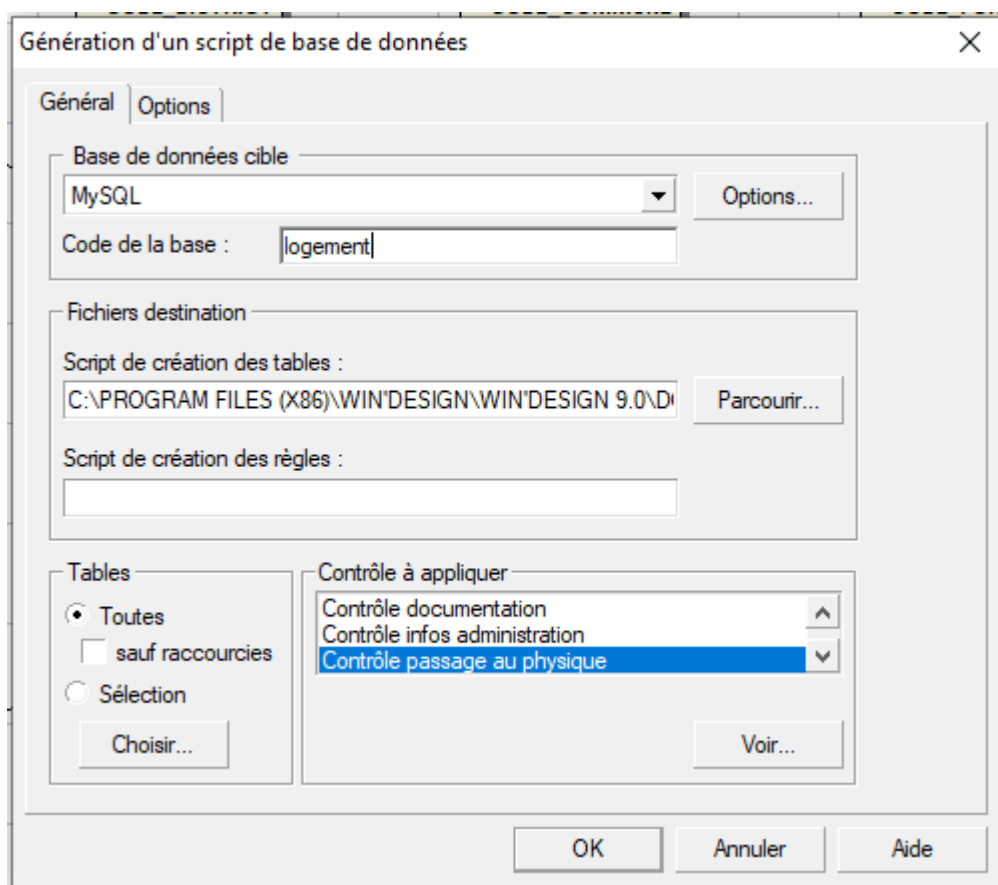 Génération d'un script de base de données
Général
Options
Base de données cible
MySQL
Options...
Code de la base :
logement
Fichiers destination
Script de création des tables :
C:\PROGRAM FILES (X86)\WIN'DESIGN\WIN'DESIGN 9.0\D
Parcourir...
Script de création des règles :
Tables
Toutes
sauf raccourcies
Sélection
Choisir...
Contrôle à appliquer
Contrôle documentation
Contrôle infos administration
Contrôle passage au physique
Voir...
OK
Annuler
Aide